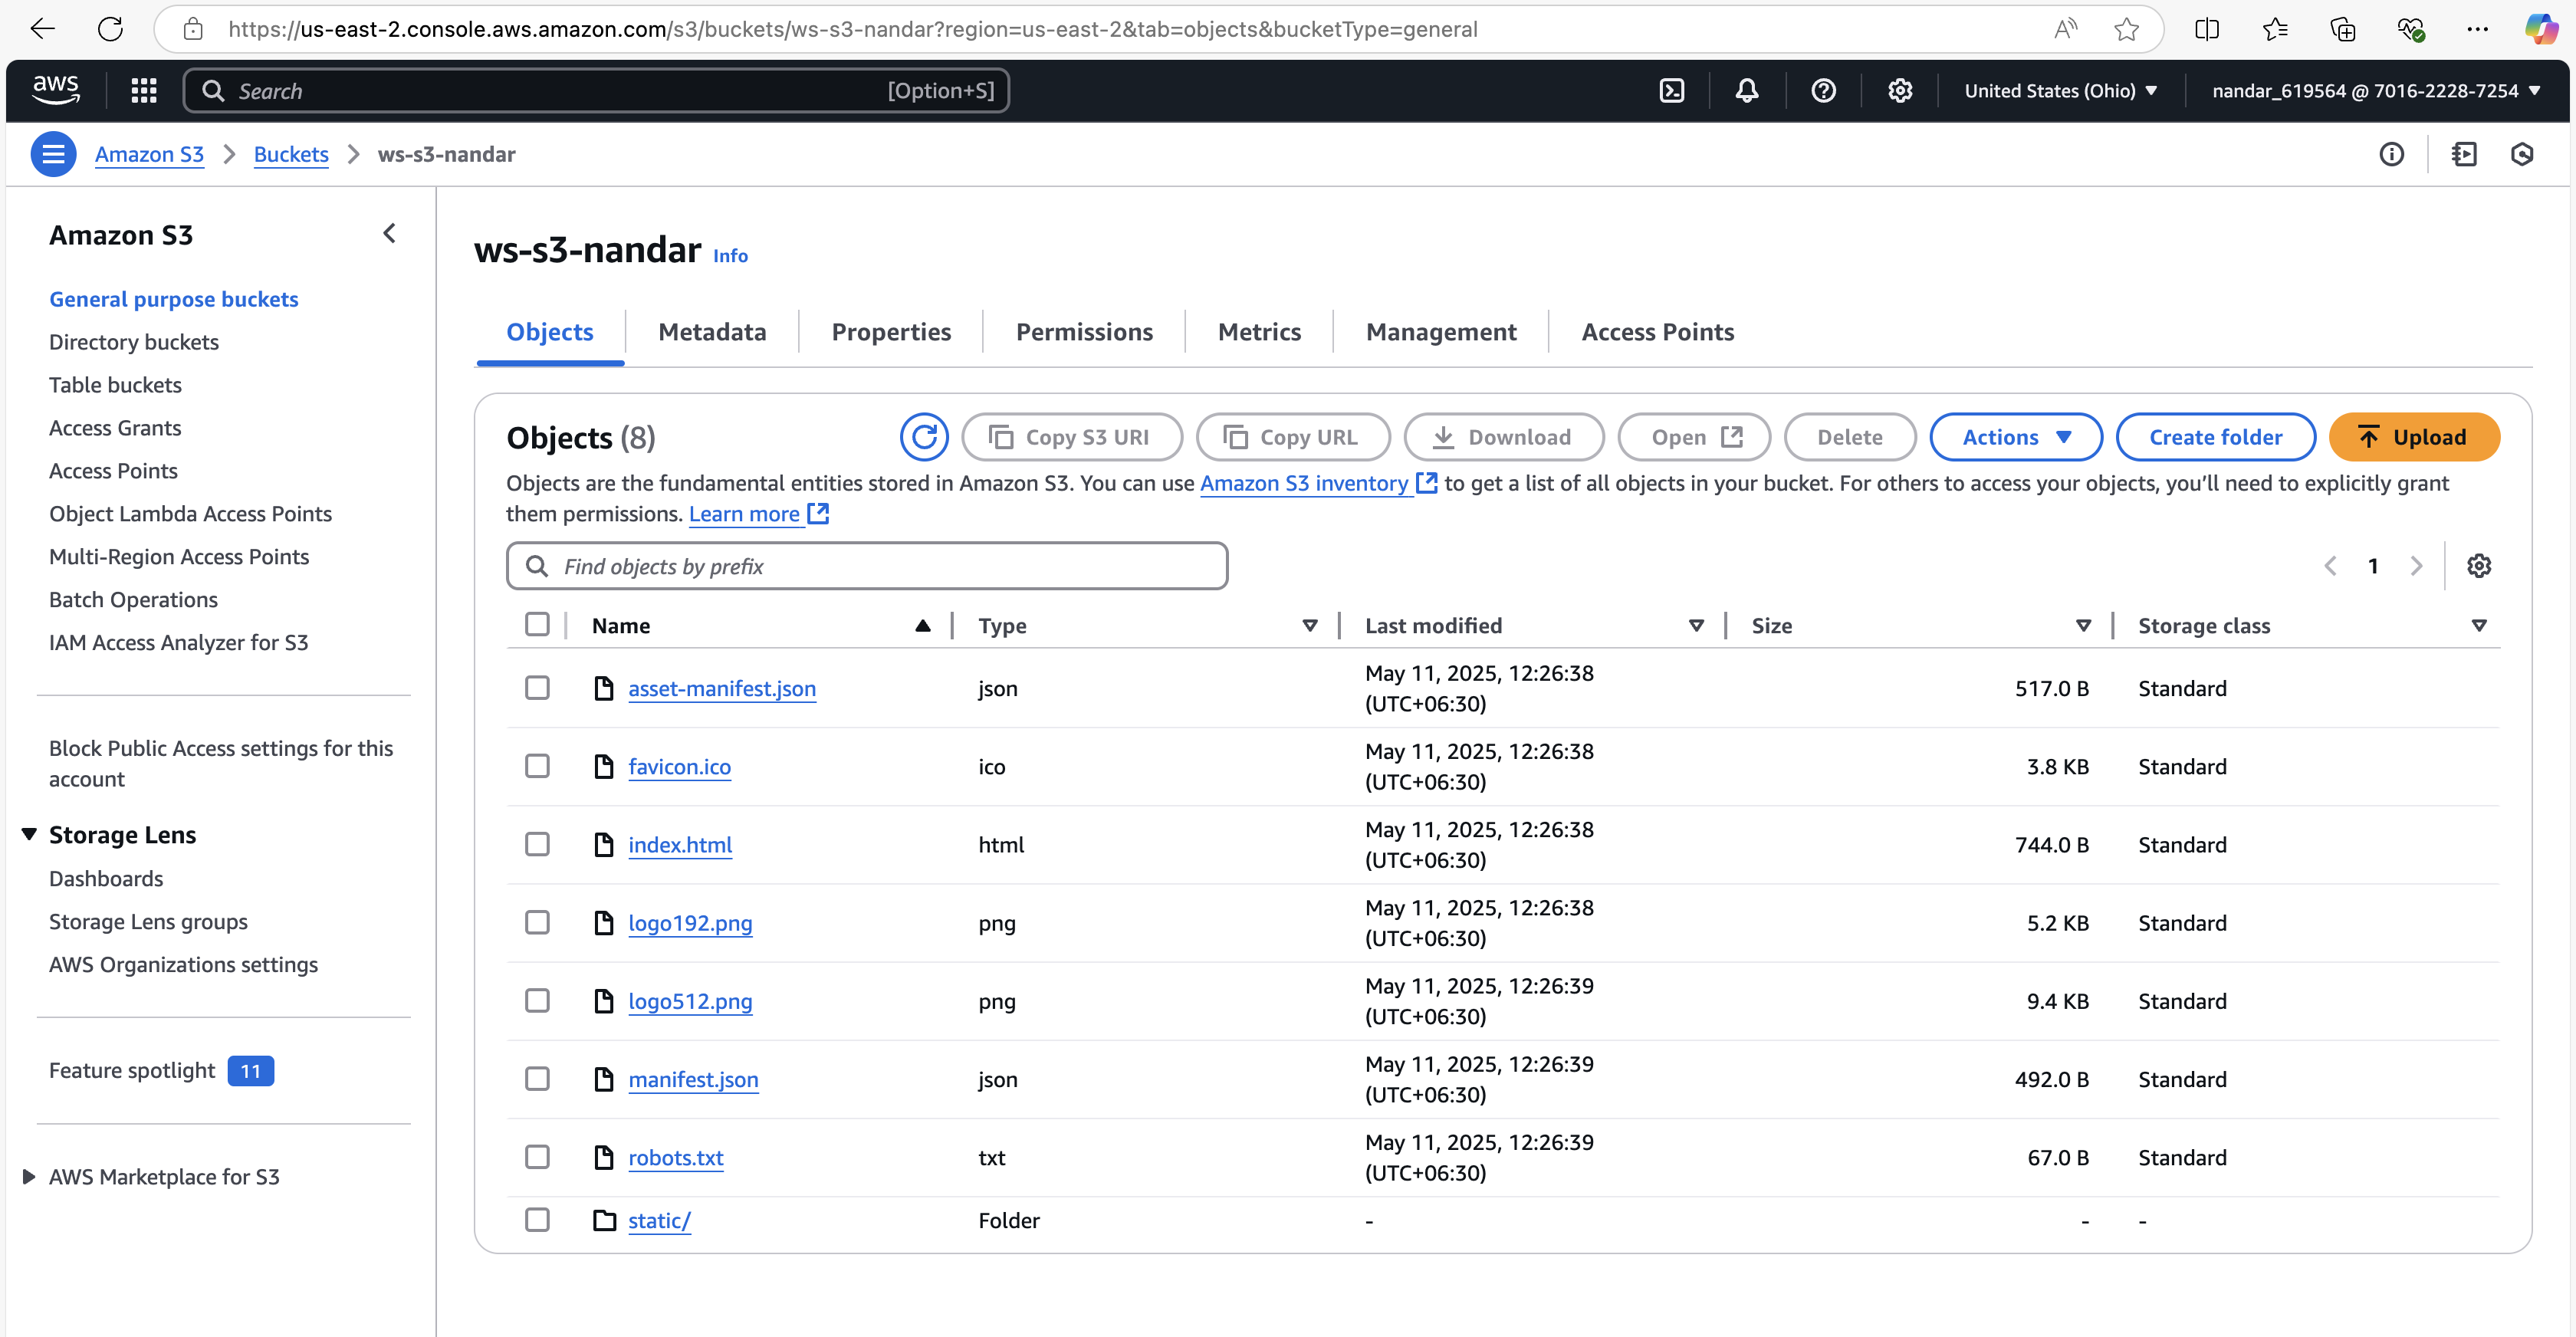 https://us-east-2.console.aws.amazon.com/s3/buckets/ws-s3-nandar?region=us-east-2&tab=objects&bucketType=general
aws
Search [Option+S]
United States (Ohio)
nandar_619564 @ 7016-2228-7254
Amazon S3 > Buckets > ws-s3-nandar
Amazon S3
General purpose buckets
Directory buckets
Table buckets
Access Grants
Access Points
Object Lambda Access Points
Multi-Region Access Points
Batch Operations
IAM Access Analyzer for S3
Block Public Access settings for this
account
Storage Lens
Dashboards
Storage Lens groups
AWS Organizations settings
Feature spotlight 11
AWS Marketplace for S3
ws-s3-nandar Info
Objects Metadata Properties Permissions Metrics Management Access Points
Objects (8) Copy S3 URI Copy URL Download Open Delete Actions Create folder Upload
Objects are the fundamental entities stored in Amazon S3. You can use Amazon S3 inventory to get a list of all objects in your bucket. For others to access your objects, you’ll need to explicitly grant
them permissions. Learn more
Find objects by prefix
1
Name Type Last modified Size Storage class
asset-manifest.json json May 11, 2025, 12:26:38 (UTC+06:30) 517.0 B Standard
favicon.ico ico May 11, 2025, 12:26:38 (UTC+06:30) 3.8 KB Standard
index.html html May 11, 2025, 12:26:38 (UTC+06:30) 744.0 B Standard
logo192.png png May 11, 2025, 12:26:38 (UTC+06:30) 5.2 KB Standard
logo512.png png May 11, 2025, 12:26:39 (UTC+06:30) 9.4 KB Standard
manifest.json json May 11, 2025, 12:26:39 (UTC+06:30) 492.0 B Standard
robots.txt txt May 11, 2025, 12:26:39 (UTC+06:30) 67.0 B Standard
static/ Folder - - -